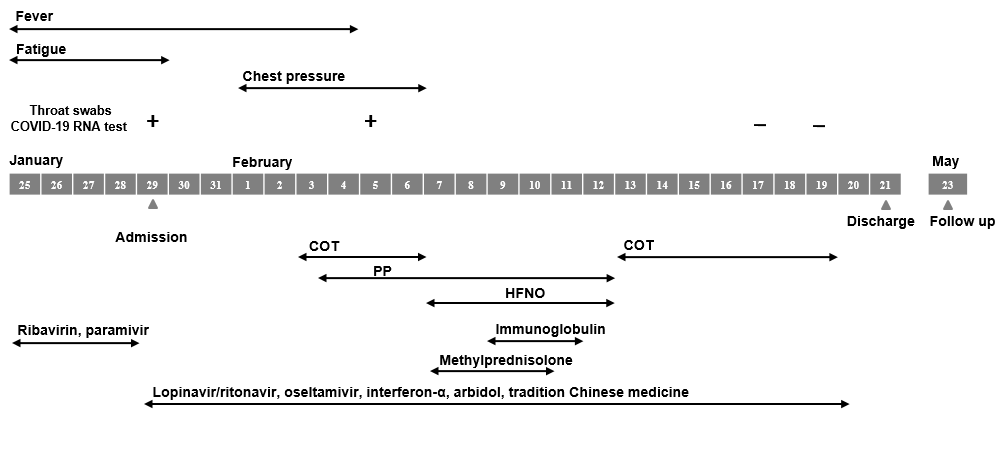 Fever
Fatigue
Chest pressure
Throat swabs
COVID-19 RNA test
+ + – –
January February May
25 26 27 28 29 30 31 1 2 3 4 5 6 7 8 9 10 11 12 13 14 15 16 17 18 19 20 21 23
Admission Discharge Follow up
COT COT
PP
HFNO
Immunoglobulin
Ribavirin, paramivir
Methylprednisolone
Lopinavir/ritonavir, oseltamivir, interferon-α, arbidol, tradition Chinese medicine